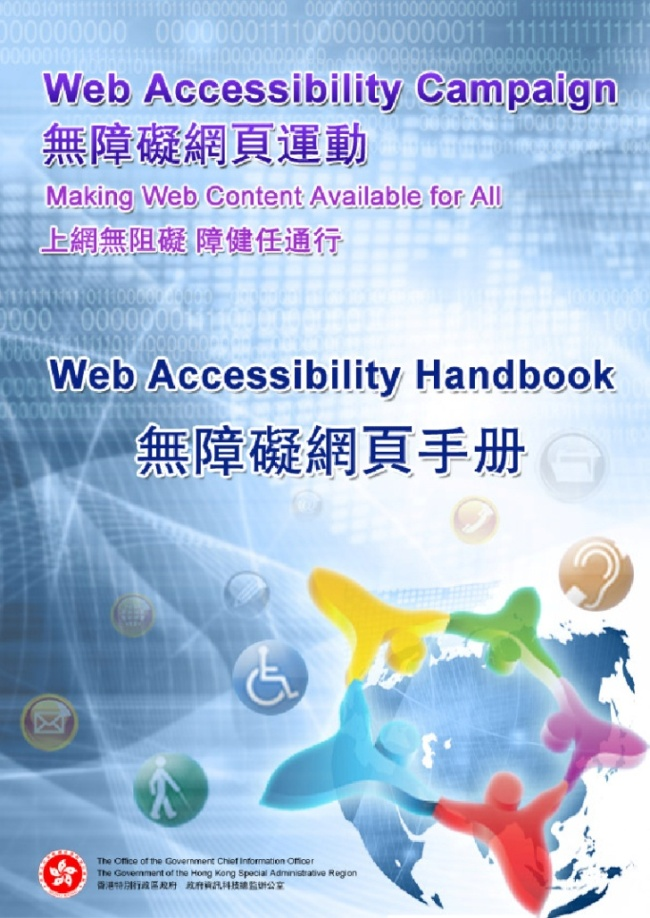 Web Accessibility Campaign
無障礙網頁運動
Making Web Content Available for All
上網無阻礙 障健任通行
Web Accessibility Handbook
無障礙網頁手册
The Office of the Government Chief Information Officer
The Government of the Hong Kong Special Administrative Region
香港特別行政區政府 政府資訊科技總監辦公室